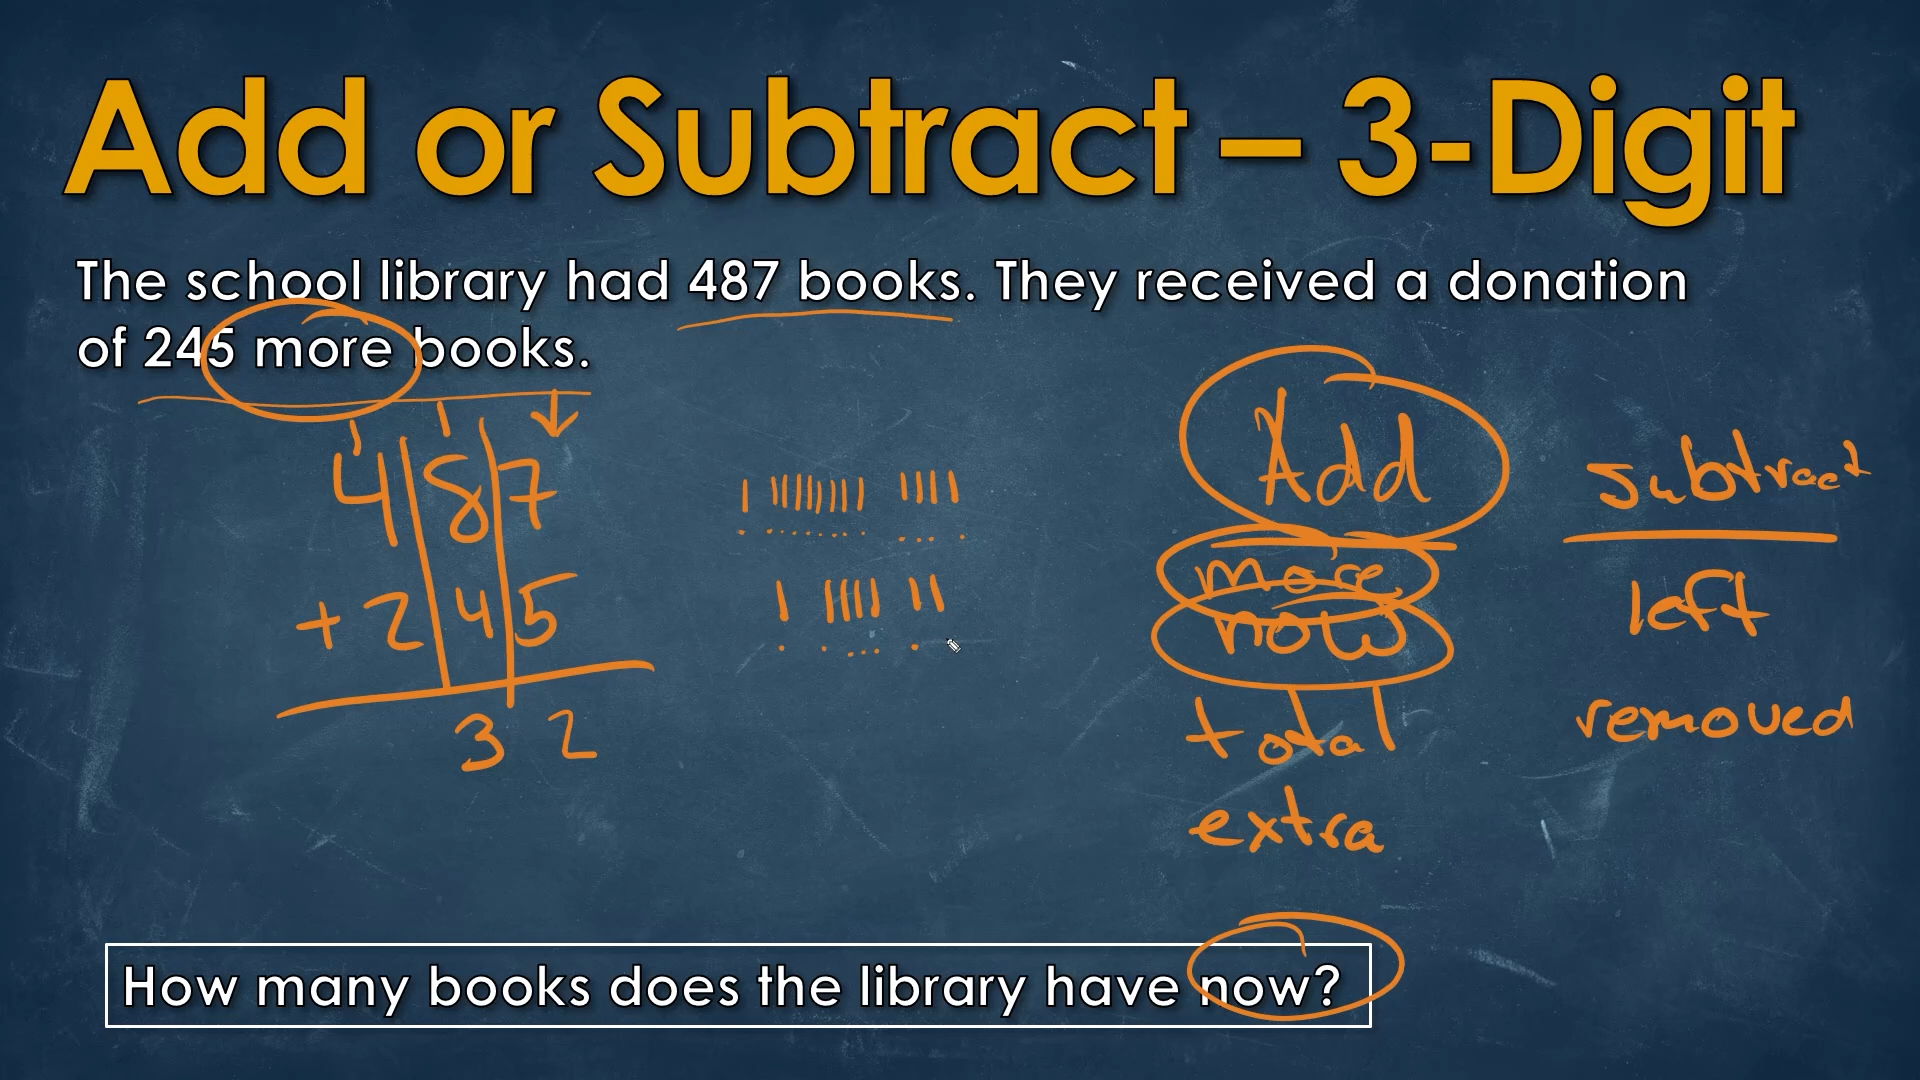 Add or Subtract – 3-Digit
The school library had 487 books. They received a donation
of 245 more books.
1 1
4 8 7
+ 2 4 5
3 2
Add
more
now
total
extra
subtract
left
removed
How many books does the library have now?